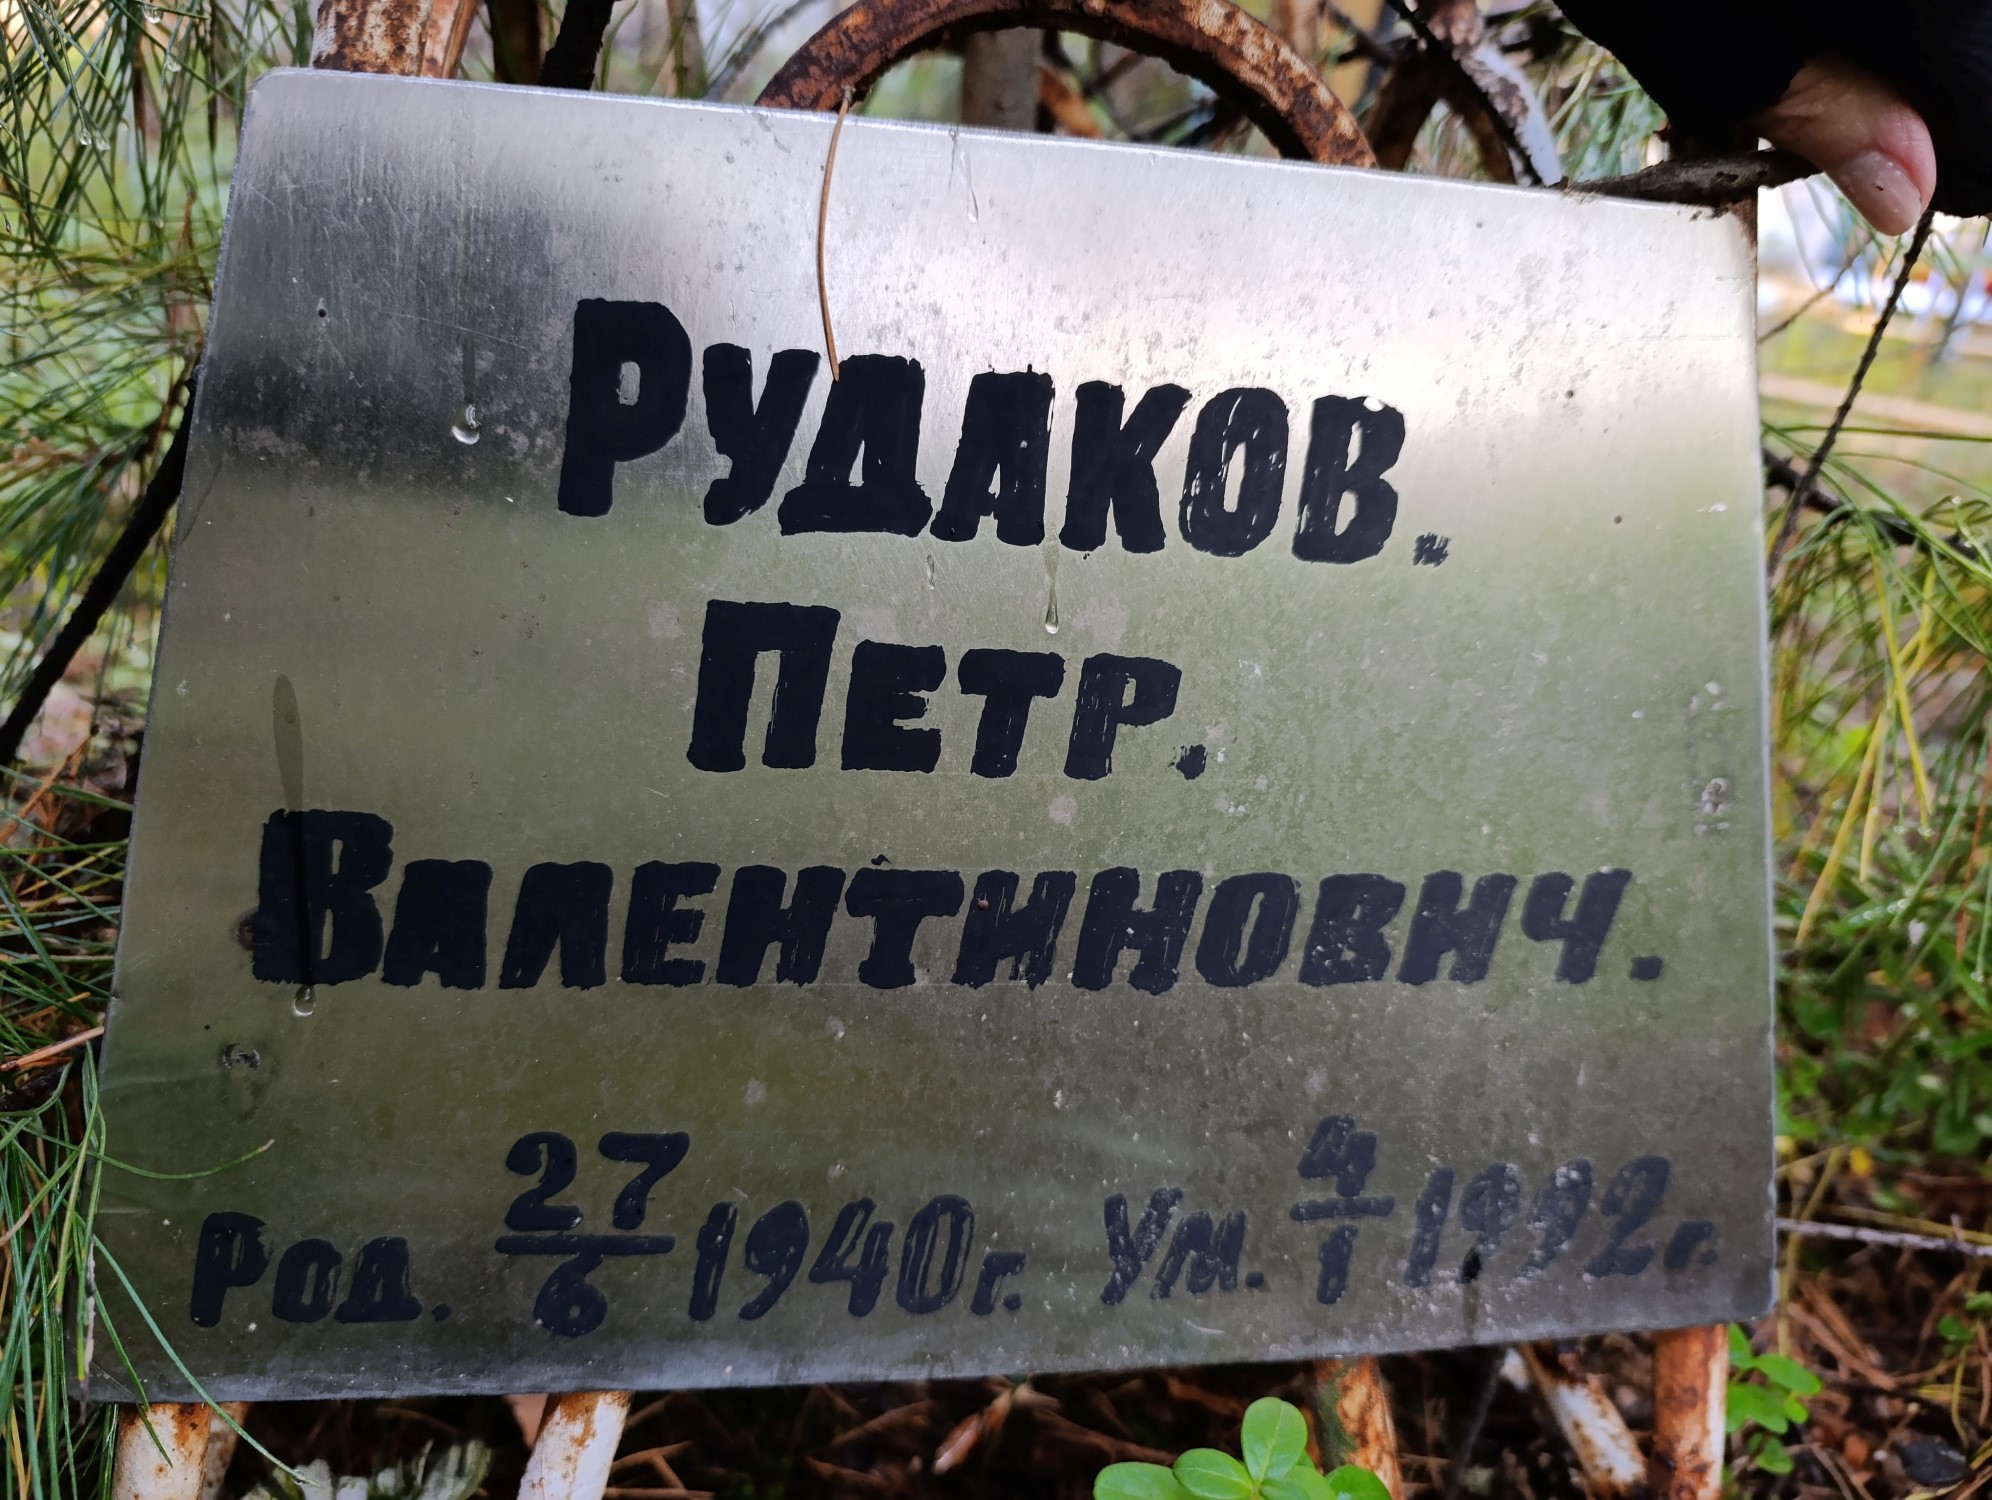 Рудаков.
Петр.
Валентинович.
Род. 27/6 1940г. Ум. 4/1 1992г.